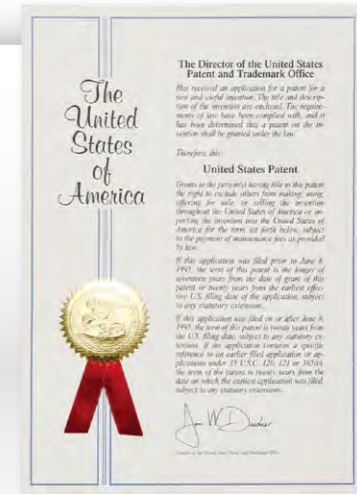 The
United
States
of
America
The Director of the United States
Patent and Trademark Office
Has received an application for a patent for a
new and useful invention. The title and descrip-
tion of the invention are enclosed. The require-
ments of law have been complied with, and it
has been determined that a patent on the in-
vention shall be granted under the law.
Therefore, this
United States Patent
Grants to the person(s) having title to this patent
the right to exclude others from making, using,
offering for sale, or selling the invention
throughout the United States of America or im-
porting the invention into the United States of
America for the term set forth below, subject
to the payment of maintenance fees as provided
by law.
If this application was filed prior to June 8,
1995, the term of this patent is the longer of
seventeen years from the date of grant of this
patent or twenty years from the earliest effec-
tive U.S. filing date of the application, subject
to any statutory extension.
If this application was filed on or after June 8,
1995, the term of this patent is twenty years from
the U.S. filing date, subject to any statutory ex-
tension. If the application contains a specific
reference to an earlier filed application or ap-
plications under 35 U.S.C. 120, 121 or 365(c),
the term of the patent is twenty years from the
date on which the earliest application was filed,
subject to any statutory extensions.
Jon W Dudas